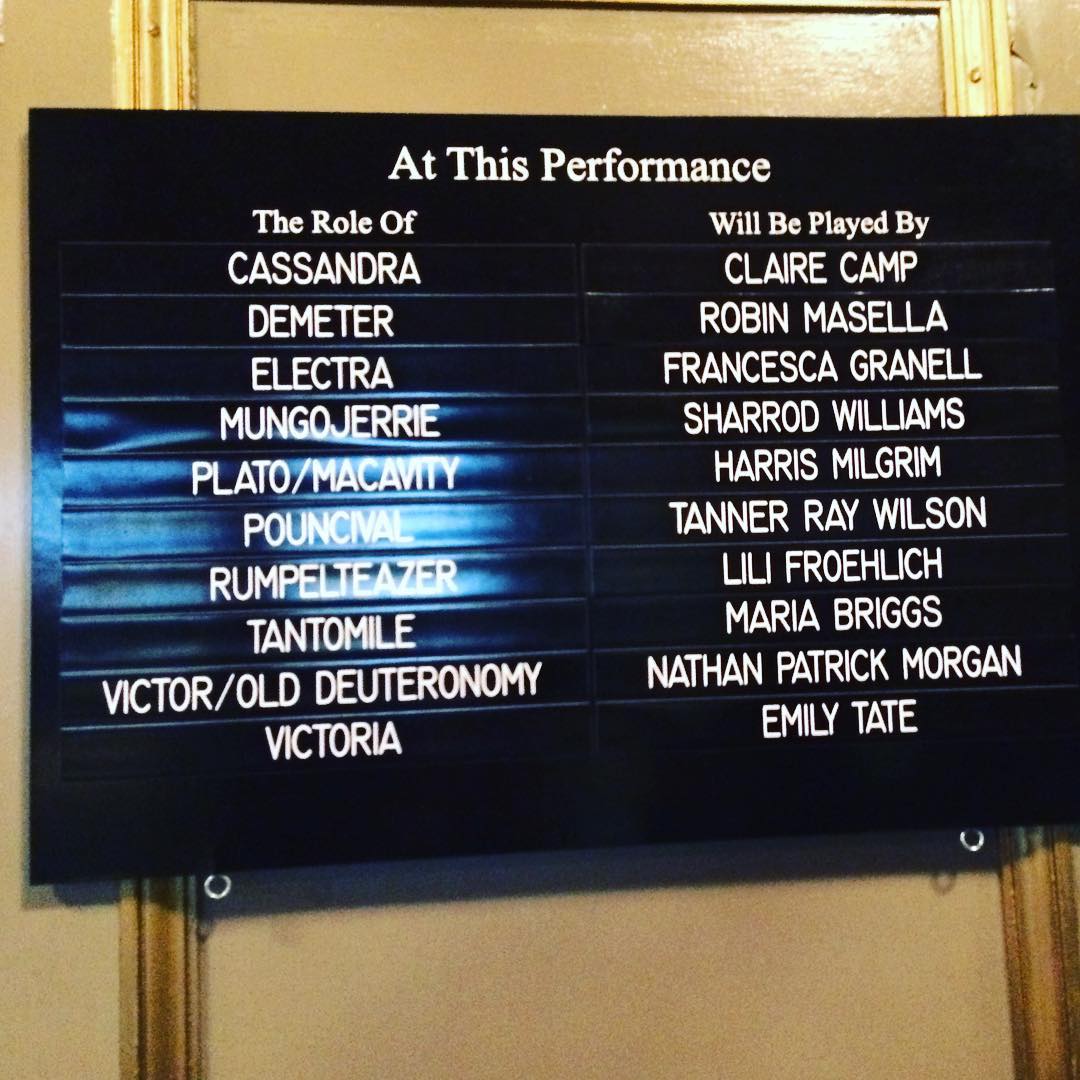 At This Performance
The Role Of Will Be Played By
CASSANDRA CLAIRE CAMP
DEMETER ROBIN MASELLA
ELECTRA FRANCESCA GRANELL
MUNGOJERRIE SHARROD WILLIAMS
PLATO/MACAVITY HARRIS MILGRIM
POUNCIVAL TANNER RAY WILSON
RUMPELTEAZER LILI FROEHLICH
TANTOMILE MARIA BRIGGS
VICTOR/OLD DEUTERONOMY NATHAN PATRICK MORGAN
VICTORIA EMILY TATE